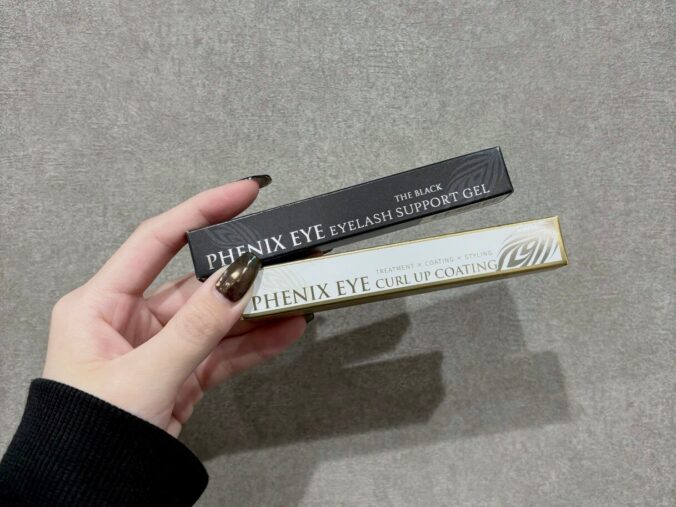 THE BLACK
PHENIX EYE EYELASH SUPPORT GEL
TREATMENT × COATING × STYLING
PHENIX EYE CURL UP COATING